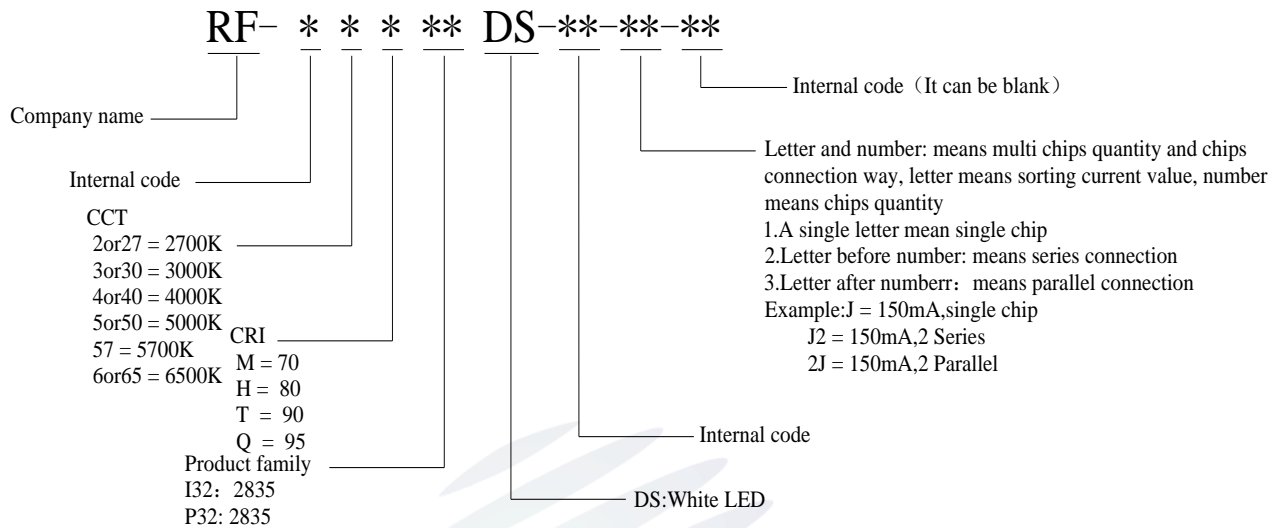 RF- * * * ** DS-**-**-**
Internal code（It can be blank）
Company name
Letter and number: means multi chips quantity and chips
connection way, letter means sorting current value, number
means chips quantity
1.A single letter mean single chip
2.Letter before number: means series connection
3.Letter after numberr：means parallel connection
Example:J = 150mA,single chip
J2 = 150mA,2 Series
2J = 150mA,2 Parallel
Internal code
CCT
2or27 = 2700K
3or30 = 3000K
4or40 = 4000K
5or50 = 5000K
57 = 5700K
6or65 = 6500K
CRI
M = 70
H = 80
T = 90
Q = 95
Product family
I32：2835
P32: 2835
Internal code
DS:White LED